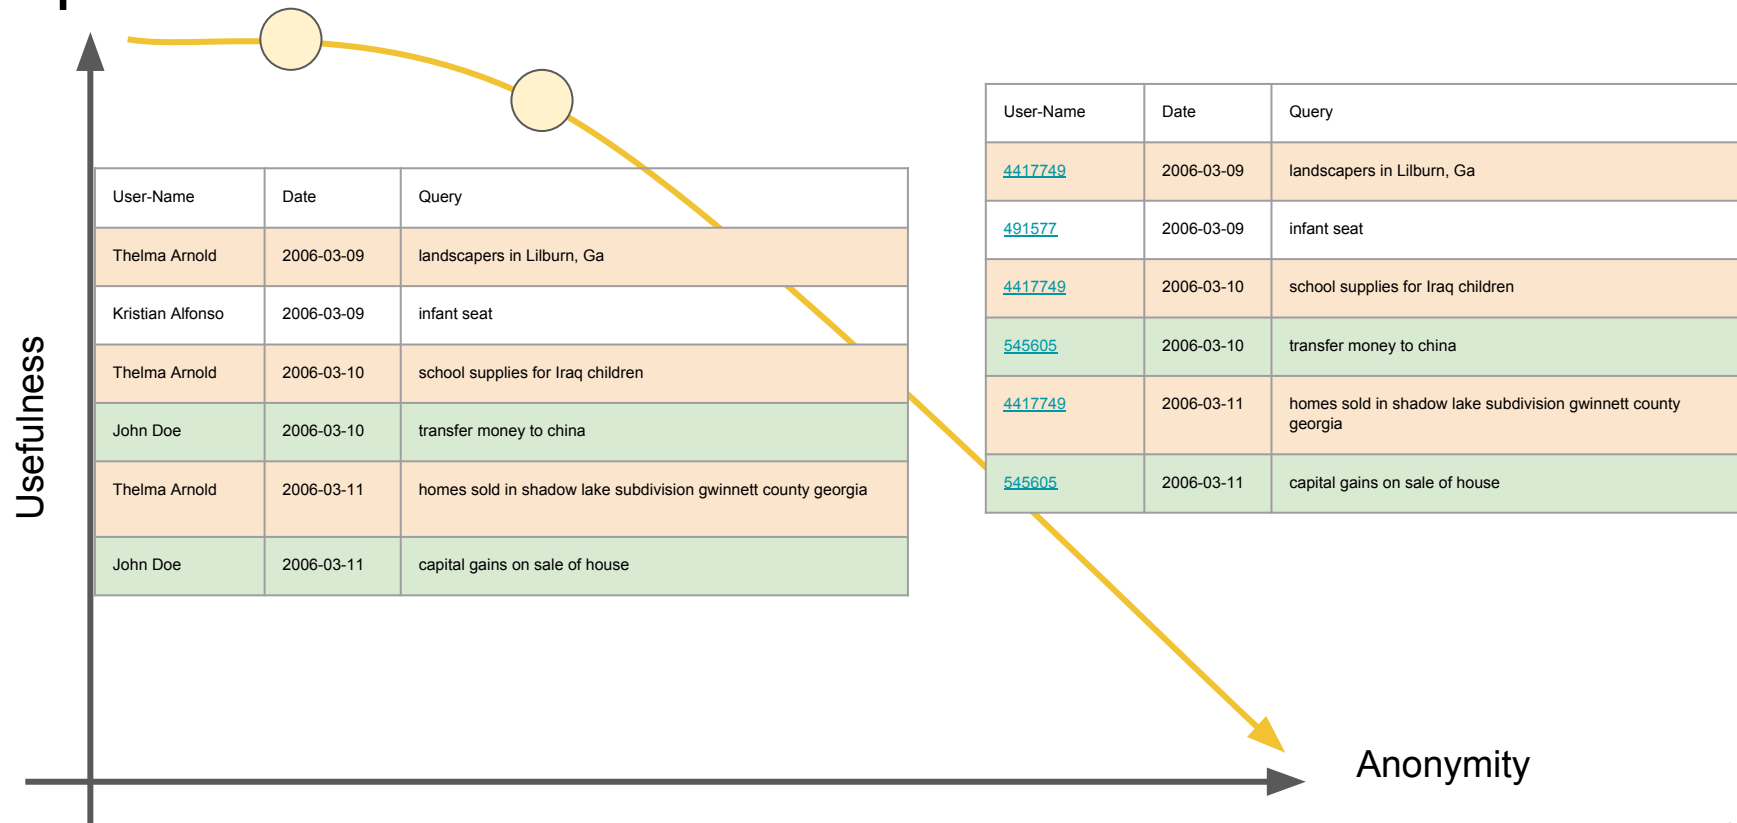 User-Name Date Query
Thelma Arnold 2006-03-09 landscapers in Lilburn, Ga
Kristian Alfonso 2006-03-09 infant seat
Thelma Arnold 2006-03-10 school supplies for Iraq children
John Doe 2006-03-10 transfer money to china
Thelma Arnold 2006-03-11 homes sold in shadow lake subdivision gwinnett county georgia
John Doe 2006-03-11 capital gains on sale of house
User-Name Date Query
4417749 2006-03-09 landscapers in Lilburn, Ga
491577 2006-03-09 infant seat
4417749 2006-03-10 school supplies for Iraq children
545605 2006-03-10 transfer money to china
4417749 2006-03-11 homes sold in shadow lake subdivision gwinnett county
georgia
545605 2006-03-11 capital gains on sale of house
Usefulness
Anonymity